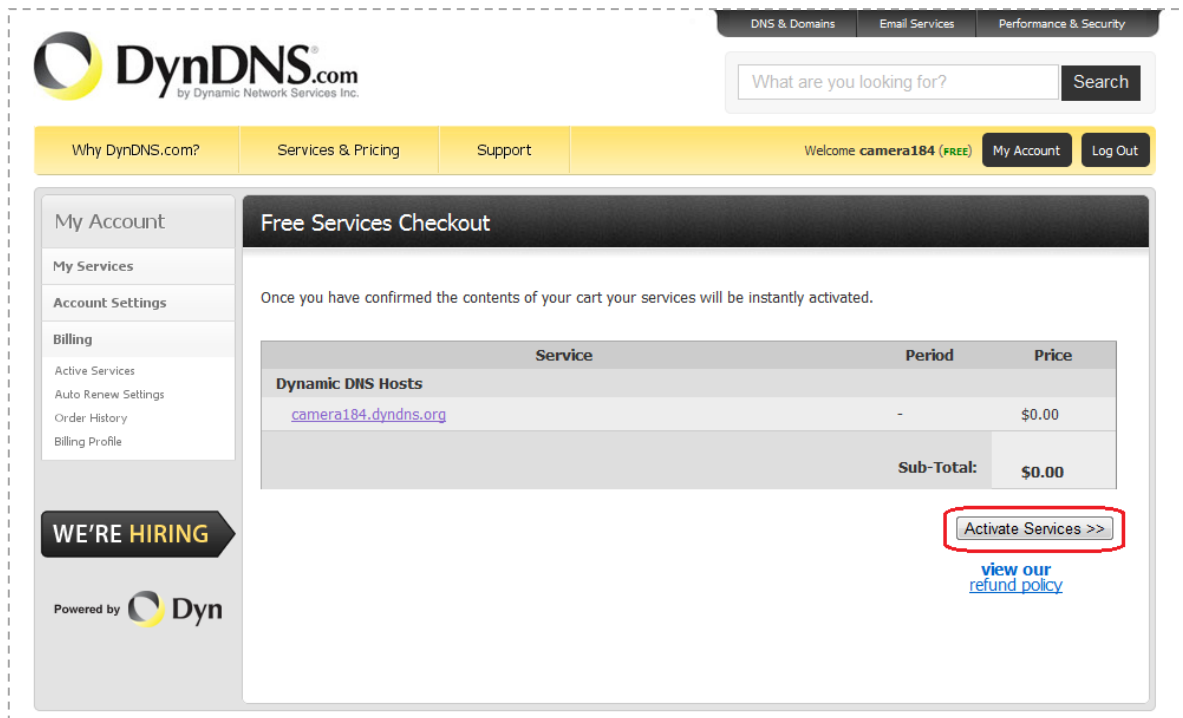 DNS & Domains Email Services Performance & Security
DynDNS.com
by Dynamic Network Services Inc.
What are you looking for? Search
Why DynDNS.com? Services & Pricing Support Welcome camera184 (FREE) My Account Log Out
My Account
My Services
Account Settings
Billing
Active Services
Auto Renew Settings
Order History
Billing Profile
WE'RE HIRING
Powered by Dyn
Free Services Checkout
Once you have confirmed the contents of your cart your services will be instantly activated.
Service Period Price
Dynamic DNS Hosts
camera184.dyndns.org - $0.00
Sub-Total: $0.00
Activate Services >>
view our
refund policy